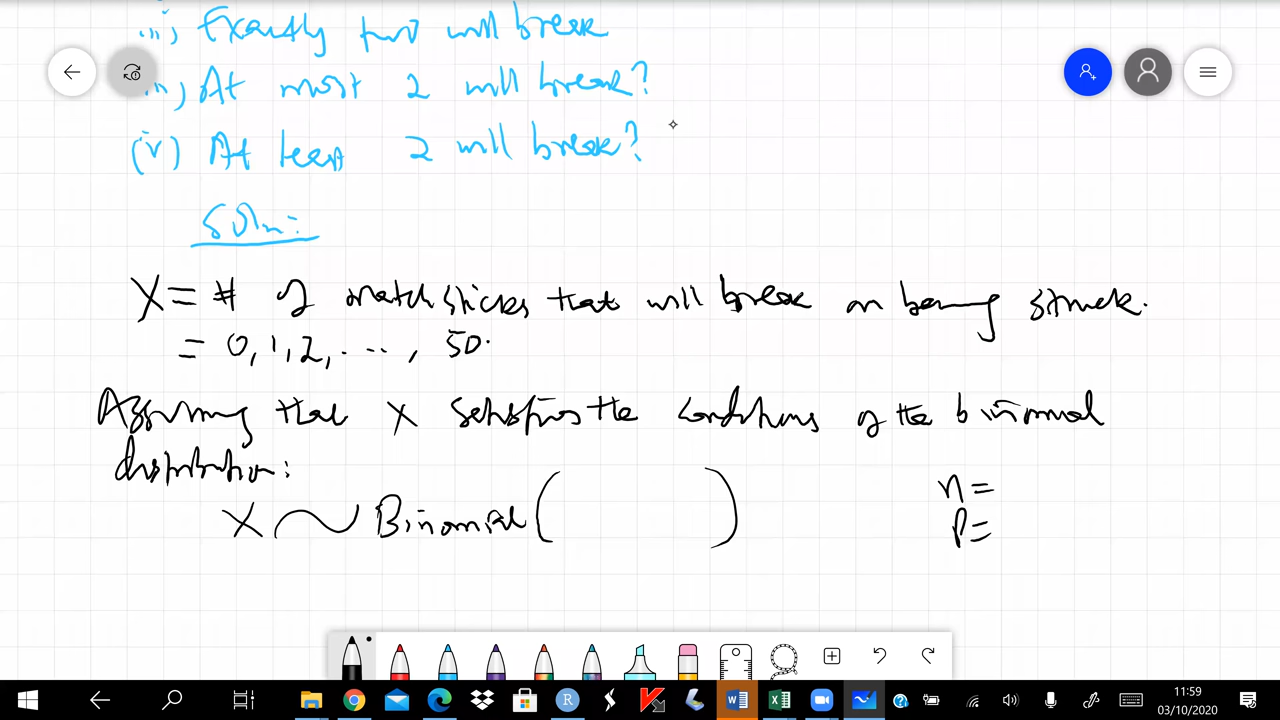 Exactly two will break
At most 2 will break?
(iv) At least 2 will break?
Soln:
X = # of matchsticks that will break on being struck.
= 0, 1, 2, ..., 50.
Assuming that X satisfies the conditions of the binomial
distribution:
X ~ Binomial( )
n =
p =
11:59
03/10/2020